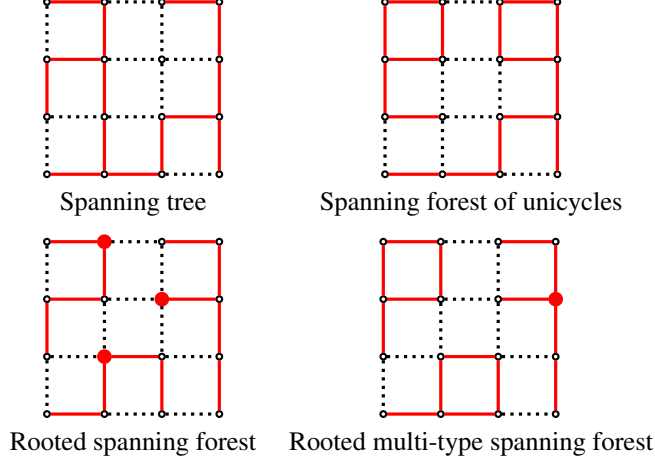 Spanning tree
Spanning forest of unicycles
Rooted spanning forest
Rooted multi-type spanning forest